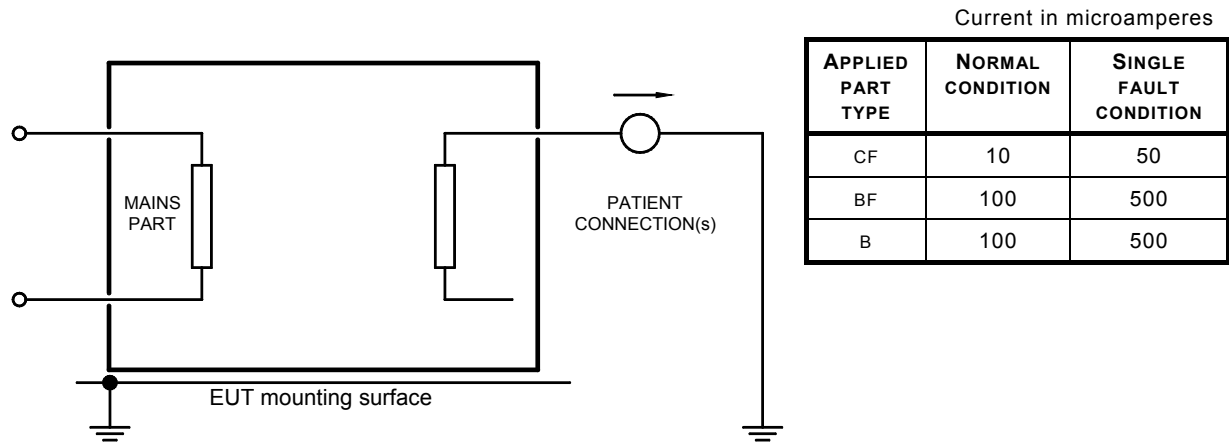 MAINS
PART
PATIENT
CONNECTION(s)
EUT mounting surface
Current in microamperes
APPLIED
PART
TYPE
NORMAL
CONDITION
SINGLE
FAULT
CONDITION
CF 10 50
BF 100 500
B 100 500